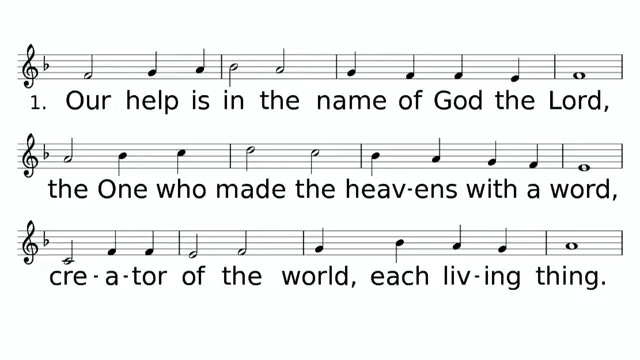 1. Our help is in the name of God the Lord,
the One who made the heav-ens with a word,
cre-a-tor of the world, each liv-ing thing.